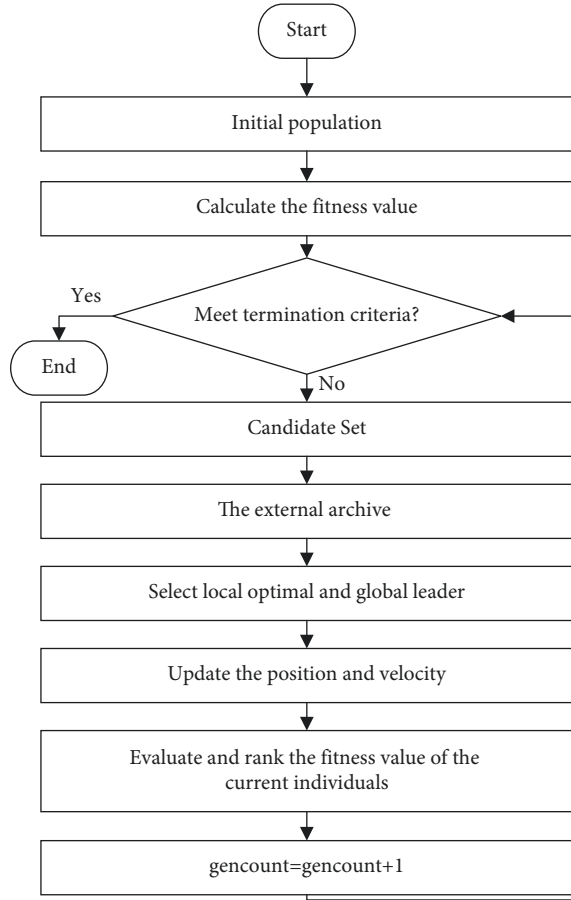 Start
Initial population
Calculate the fitness value
Meet termination criteria?
Yes
End
No
Candidate Set
The external archive
Select local optimal and global leader
Update the position and velocity
Evaluate and rank the fitness value of the
current individuals
gencount=gencount+1